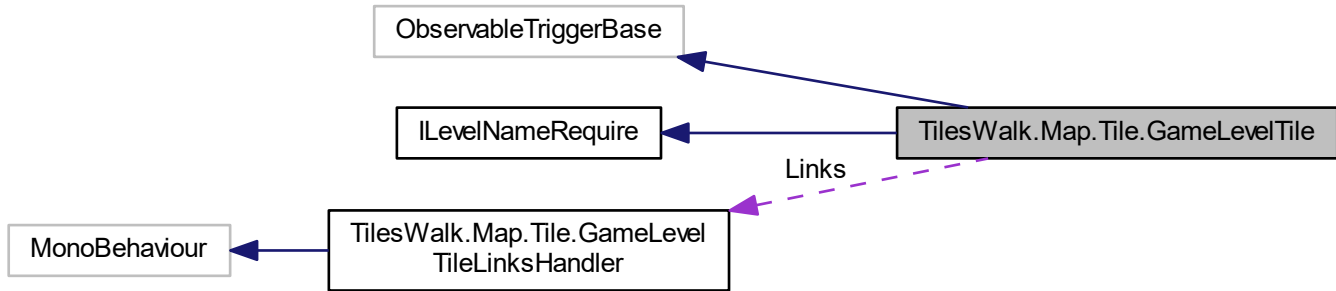 ObservableTriggerBase
ILevelNameRequire
TilesWalk.Map.Tile.GameLevelTile
Links
MonoBehaviour
TilesWalk.Map.Tile.GameLevel
TileLinksHandler